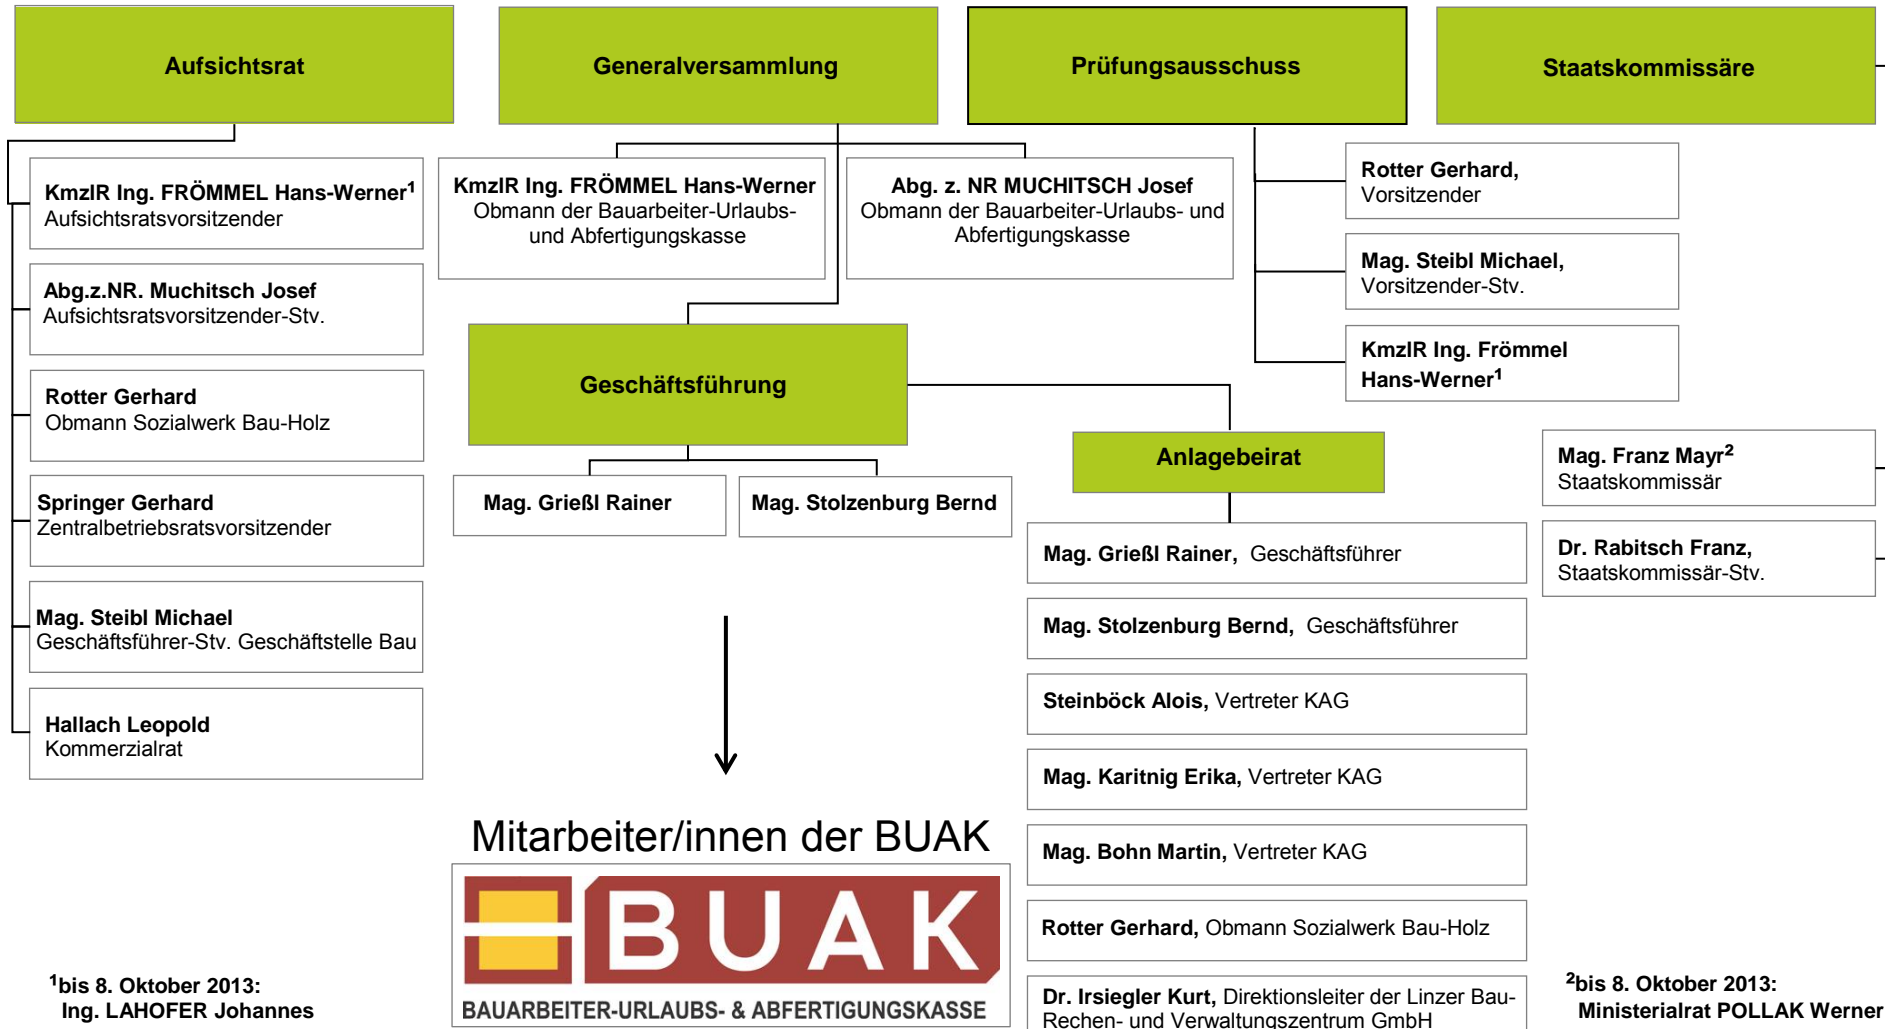 Aufsichtsrat
Generalversammlung
Prüfungsausschuss
Staatskommissäre
KmzlR Ing. FRÖMMEL Hans-Werner¹
Aufsichtsratsvorsitzender
Abg.z.NR. Muchitsch Josef
Aufsichtsratsvorsitzender-Stv.
Rotter Gerhard
Obmann Sozialwerk Bau-Holz
Springer Gerhard
Zentralbetriebsratsvorsitzender
Mag. Steibl Michael
Geschäftsführer-Stv. Geschäftstelle Bau
Hallach Leopold
Kommerzialrat
KmzlR Ing. FRÖMMEL Hans-Werner
Obmann der Bauarbeiter-Urlaubs-
und Abfertigungskasse
Abg. z. NR MUCHITSCH Josef
Obmann der Bauarbeiter-Urlaubs- und
Abfertigungskasse
Geschäftsführung
Mag. Grießl Rainer
Mag. Stolzenburg Bernd
Rotter Gerhard,
Vorsitzender
Mag. Steibl Michael,
Vorsitzender-Stv.
KmzlR Ing. Frömmel
Hans-Werner¹
Anlagebeirat
Mag. Grießl Rainer, Geschäftsführer
Mag. Stolzenburg Bernd, Geschäftsführer
Steinböck Alois, Vertreter KAG
Mag. Karitnig Erika, Vertreter KAG
Mag. Bohn Martin, Vertreter KAG
Rotter Gerhard, Obmann Sozialwerk Bau-Holz
Dr. Irsiegler Kurt, Direktionsleiter der Linzer Bau-
Rechen- und Verwaltungszentrum GmbH
Mag. Franz Mayr²
Staatskommissär
Dr. Rabitsch Franz,
Staatskommissär-Stv.
Mitarbeiter/innen der BUAK
BUAK
BAUARBEITER-URLAUBS- & ABFERTIGUNGSKASSE
¹bis 8. Oktober 2013:
Ing. LAHOFER Johannes
²bis 8. Oktober 2013:
Ministerialrat POLLAK Werner